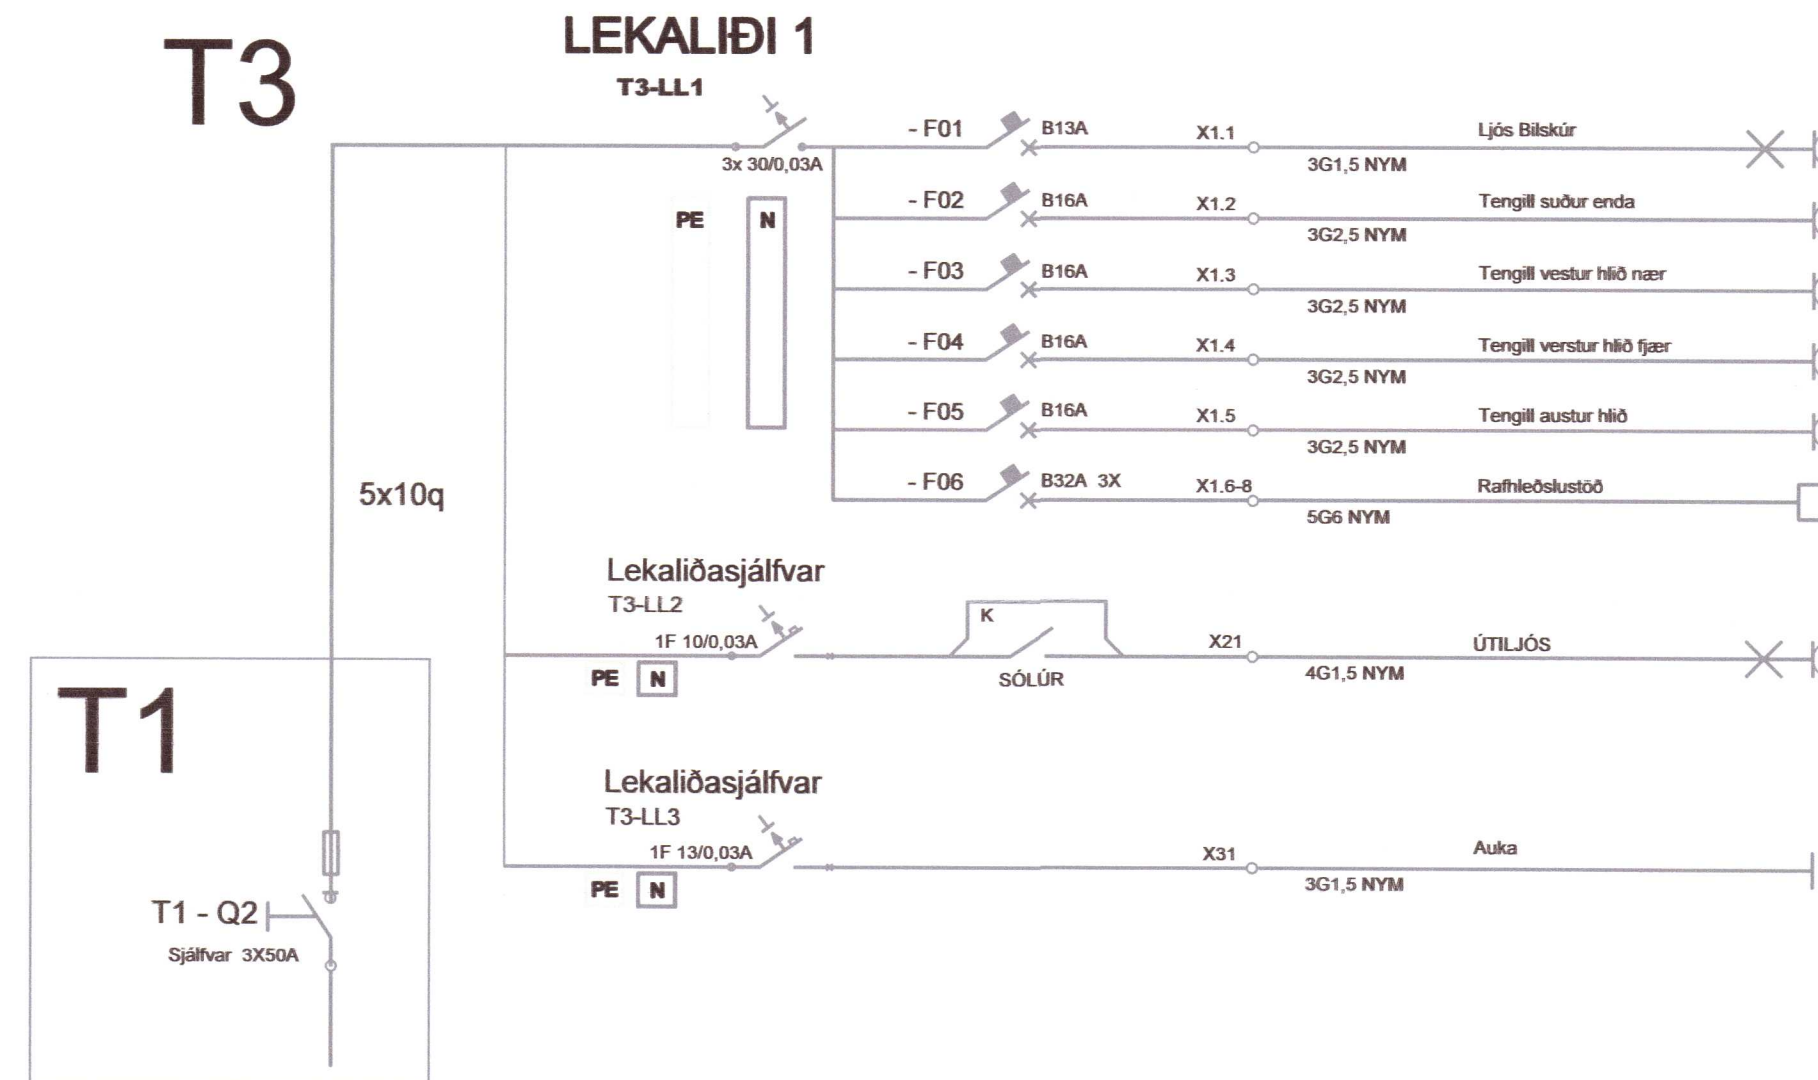 T3
LEKALIÐI 1
T3-LL1
3x 30/0,03A
PE
N
- F01
B13A
X1.1
3G1,5 NYM
Ljós Bilskúr
- F02
B16A
X1.2
3G2,5 NYM
Tengill suður enda
- F03
B16A
X1.3
3G2,5 NYM
Tengill vestur hlið nær
- F04
B16A
X1.4
3G2,5 NYM
Tengill verstur hlið fjær
- F05
B16A
X1.5
3G2,5 NYM
Tengill austur hlið
- F06
B32A 3X
X1.6-8
5G6 NYM
Rafhleðslustöð
5x10q
Lekaliðasjálfvar
T3-LL2
1F 10/0,03A
PE
N
K
SÓLÚR
X21
4G1,5 NYM
ÚTILJÓS
Lekaliðasjálfvar
T3-LL3
1F 13/0,03A
PE
N
X31
3G1,5 NYM
Auka
T1
T1 - Q2
Sjálfvar 3X50A